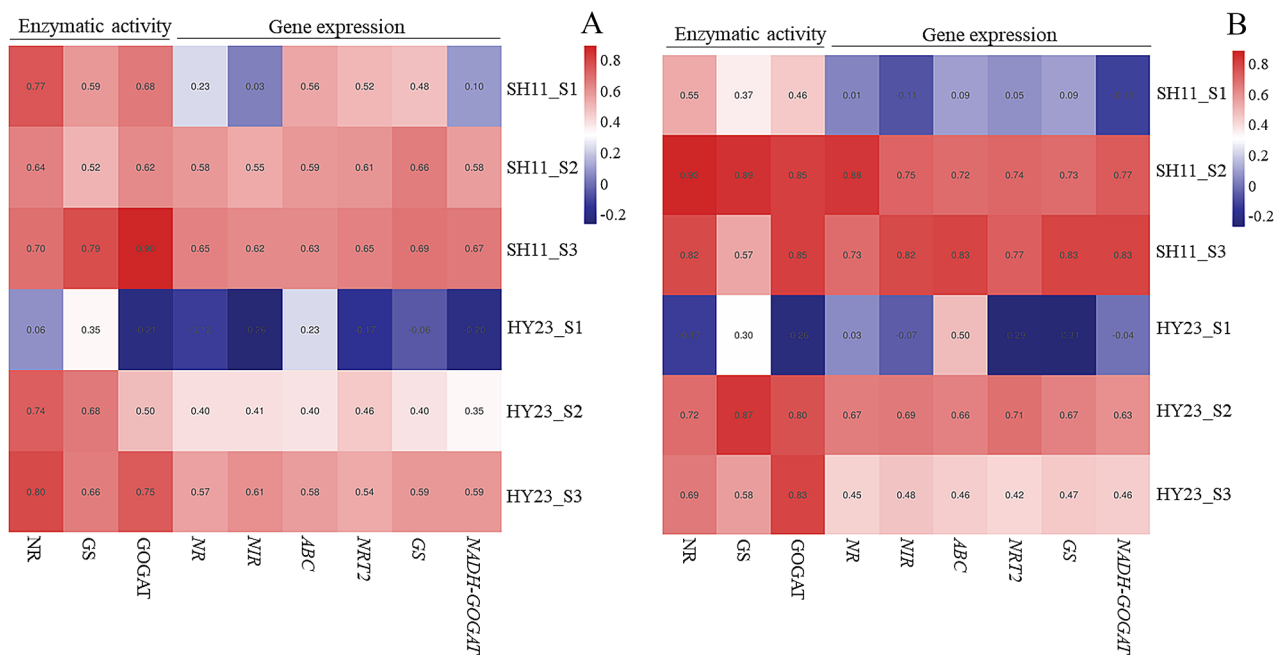 Enzymatic activity Gene expression A
0.8
0.6
0.4
0.2
0
-0.2
0.77 0.59 0.68 0.23 0.03 0.56 0.52 0.48 0.10 SH11_S1
0.64 0.52 0.62 0.58 0.55 0.59 0.61 0.66 0.58 SH11_S2
0.70 0.79 0.65 0.62 0.63 0.65 0.69 0.67 SH11_S3
0.06 0.35 0.23 -0.17 -0.06 HY23_S1
0.74 0.68 0.50 0.40 0.41 0.40 0.46 0.40 0.35 HY23_S2
0.80 0.66 0.75 0.57 0.61 0.58 0.54 0.59 0.59 HY23_S3
NR GS GOGAT NR NIR ABC NRT2 GS NADH-GOGAT
Enzymatic activity Gene expression B
0.8
0.6
0.4
0.2
0
-0.2
0.55 0.37 0.46 0.01 -0.11 0.09 0.05 0.09 SH11_S1
0.89 0.85 0.88 0.75 0.72 0.74 0.73 0.77 SH11_S2
0.82 0.57 0.85 0.73 0.82 0.83 0.77 0.83 0.83 SH11_S3
0.30 0.03 -0.07 0.50 -0.04 HY23_S1
0.72 0.87 0.80 0.67 0.69 0.66 0.71 0.67 0.63 HY23_S2
0.69 0.58 0.83 0.45 0.48 0.46 0.42 0.47 0.46 HY23_S3
NR GS GOGAT NR NIR ABC NRT2 GS NADH-GOGAT